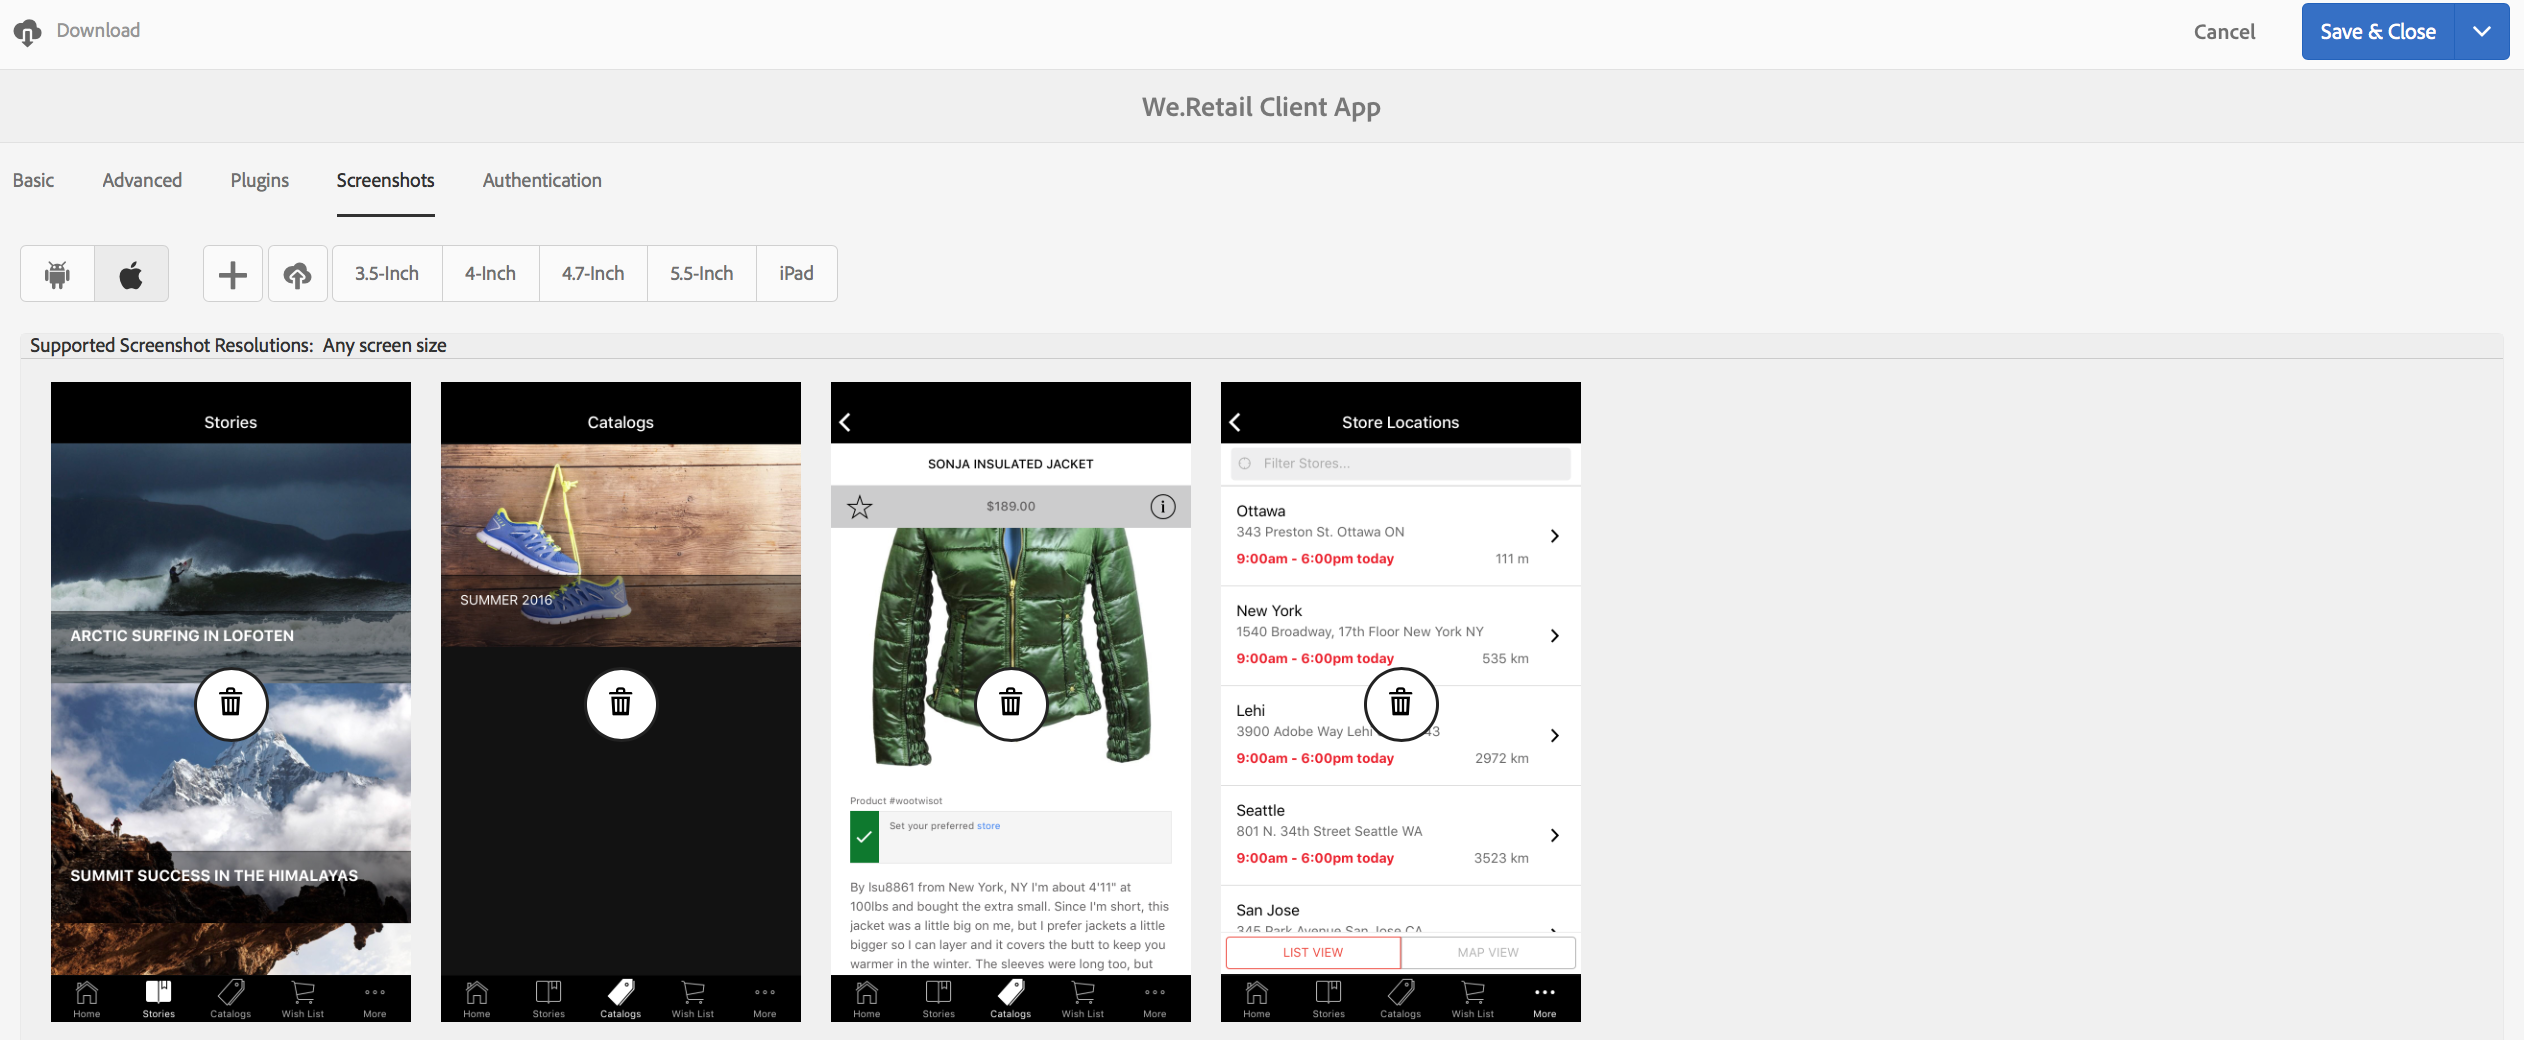 Download
Cancel
Save & Close
We.Retail Client App
Basic
Advanced
Plugins
Screenshots
Authentication
3.5-Inch
4-Inch
4.7-Inch
5.5-Inch
iPad
Supported Screenshot Resolutions: Any screen size
Stories
ARCTIC SURFING IN LOFOTEN
SUMMIT SUCCESS IN THE HIMALAYAS
Home
Stories
Catalogs
Wish List
More
Catalogs
SUMMER 2016
Home
Stories
Catalogs
Wish List
More
SONJA INSULATED JACKET
$189.00
Product #wootwisot
Set your preferred store
By lsu8861 from New York, NY I'm about 4'11" at
100lbs and bought the extra small. Since I'm short, this
jacket was a little big on me, but I prefer jackets a little
bigger so I can layer and it covers the butt to keep you
warmer in the winter. The sleeves were long too, but
Home
Stories
Catalogs
Wish List
More
Store Locations
Filter Stores...
Ottawa
343 Preston St. Ottawa ON
9:00am - 6:00pm today
111 m
New York
1540 Broadway, 17th Floor New York NY
9:00am - 6:00pm today
535 km
Lehi
3900 Adobe Way Lehi
9:00am - 6:00pm today
2972 km
Seattle
801 N. 34th Street Seattle WA
9:00am - 6:00pm today
3523 km
San Jose
345 Park Avenue San Jose CA
LIST VIEW
MAP VIEW
Home
Stories
Catalogs
Wish List
More